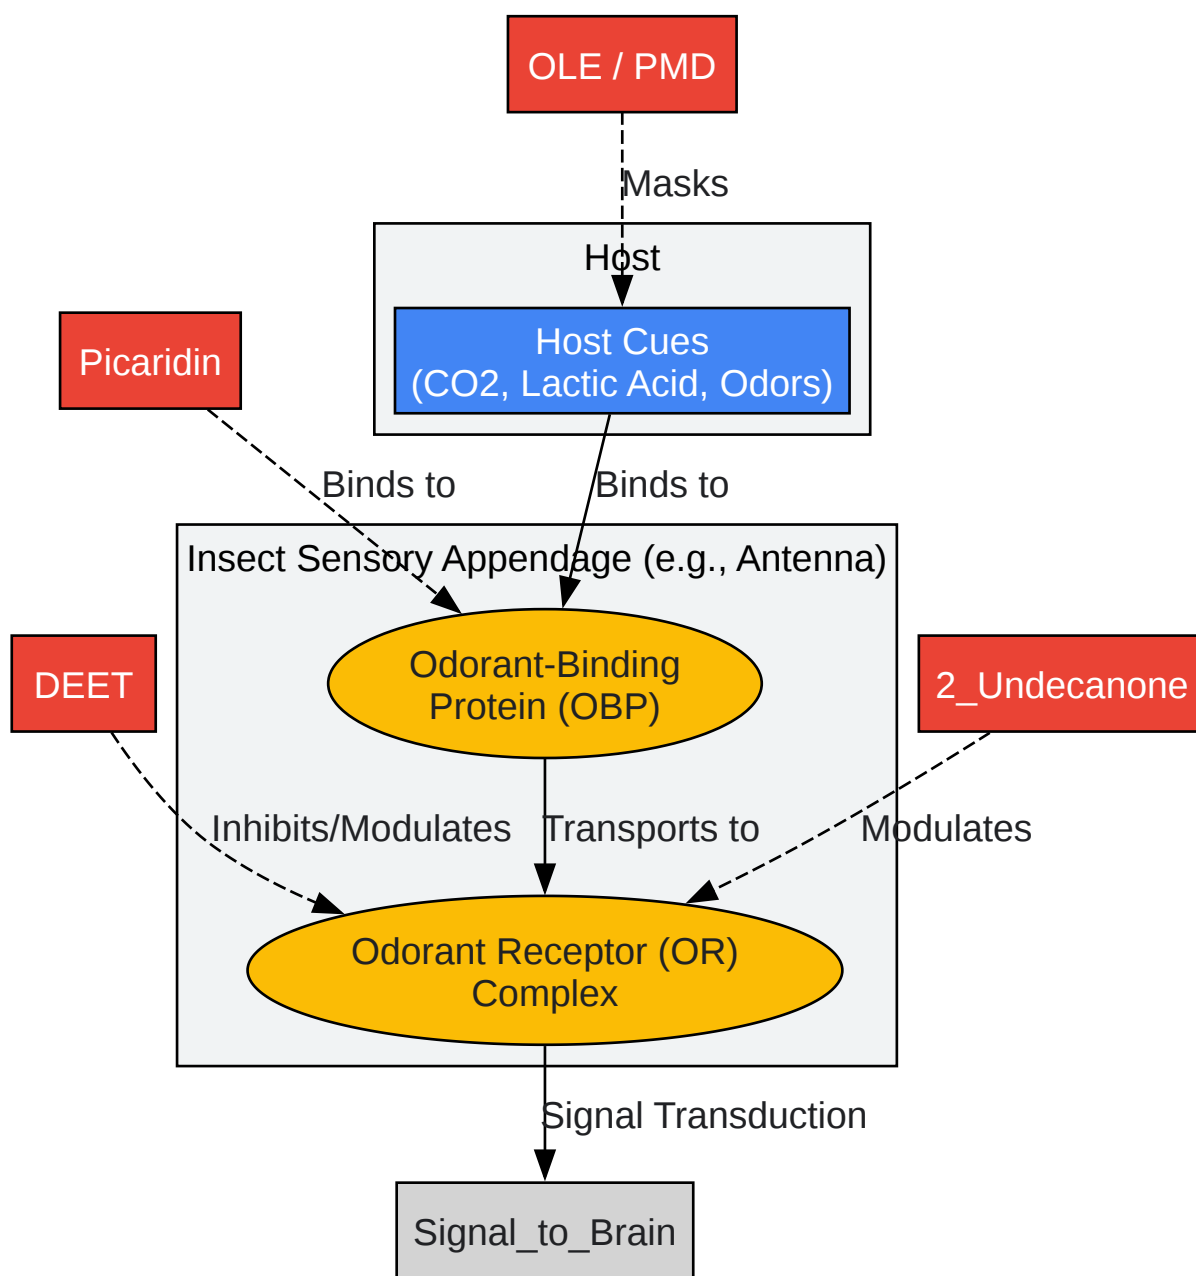 OLE / PMD
Masks
Host
Host Cues
(CO2, Lactic Acid, Odors)
Picaridin
Binds to
Binds to
Insect Sensory Appendage (e.g., Antenna)
Odorant-Binding
Protein (OBP)
DEET
2_Undecanone
Inhibits/Modulates
Transports to
Modulates
Odorant Receptor (OR)
Complex
Signal Transduction
Signal_to_Brain